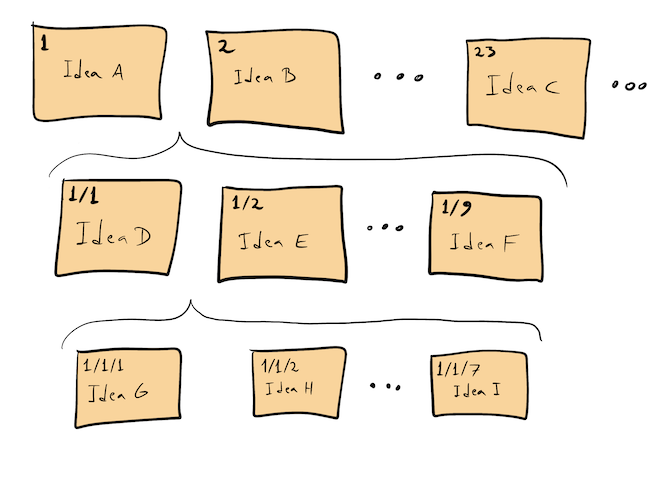 1
Idea A
2
Idea B
...
23
Idea C
...
1/1
Idea D
1/2
Idea E
...
1/9
Idea F
1/1/1
Idea G
1/1/2
Idea H
...
1/1/7
Idea I